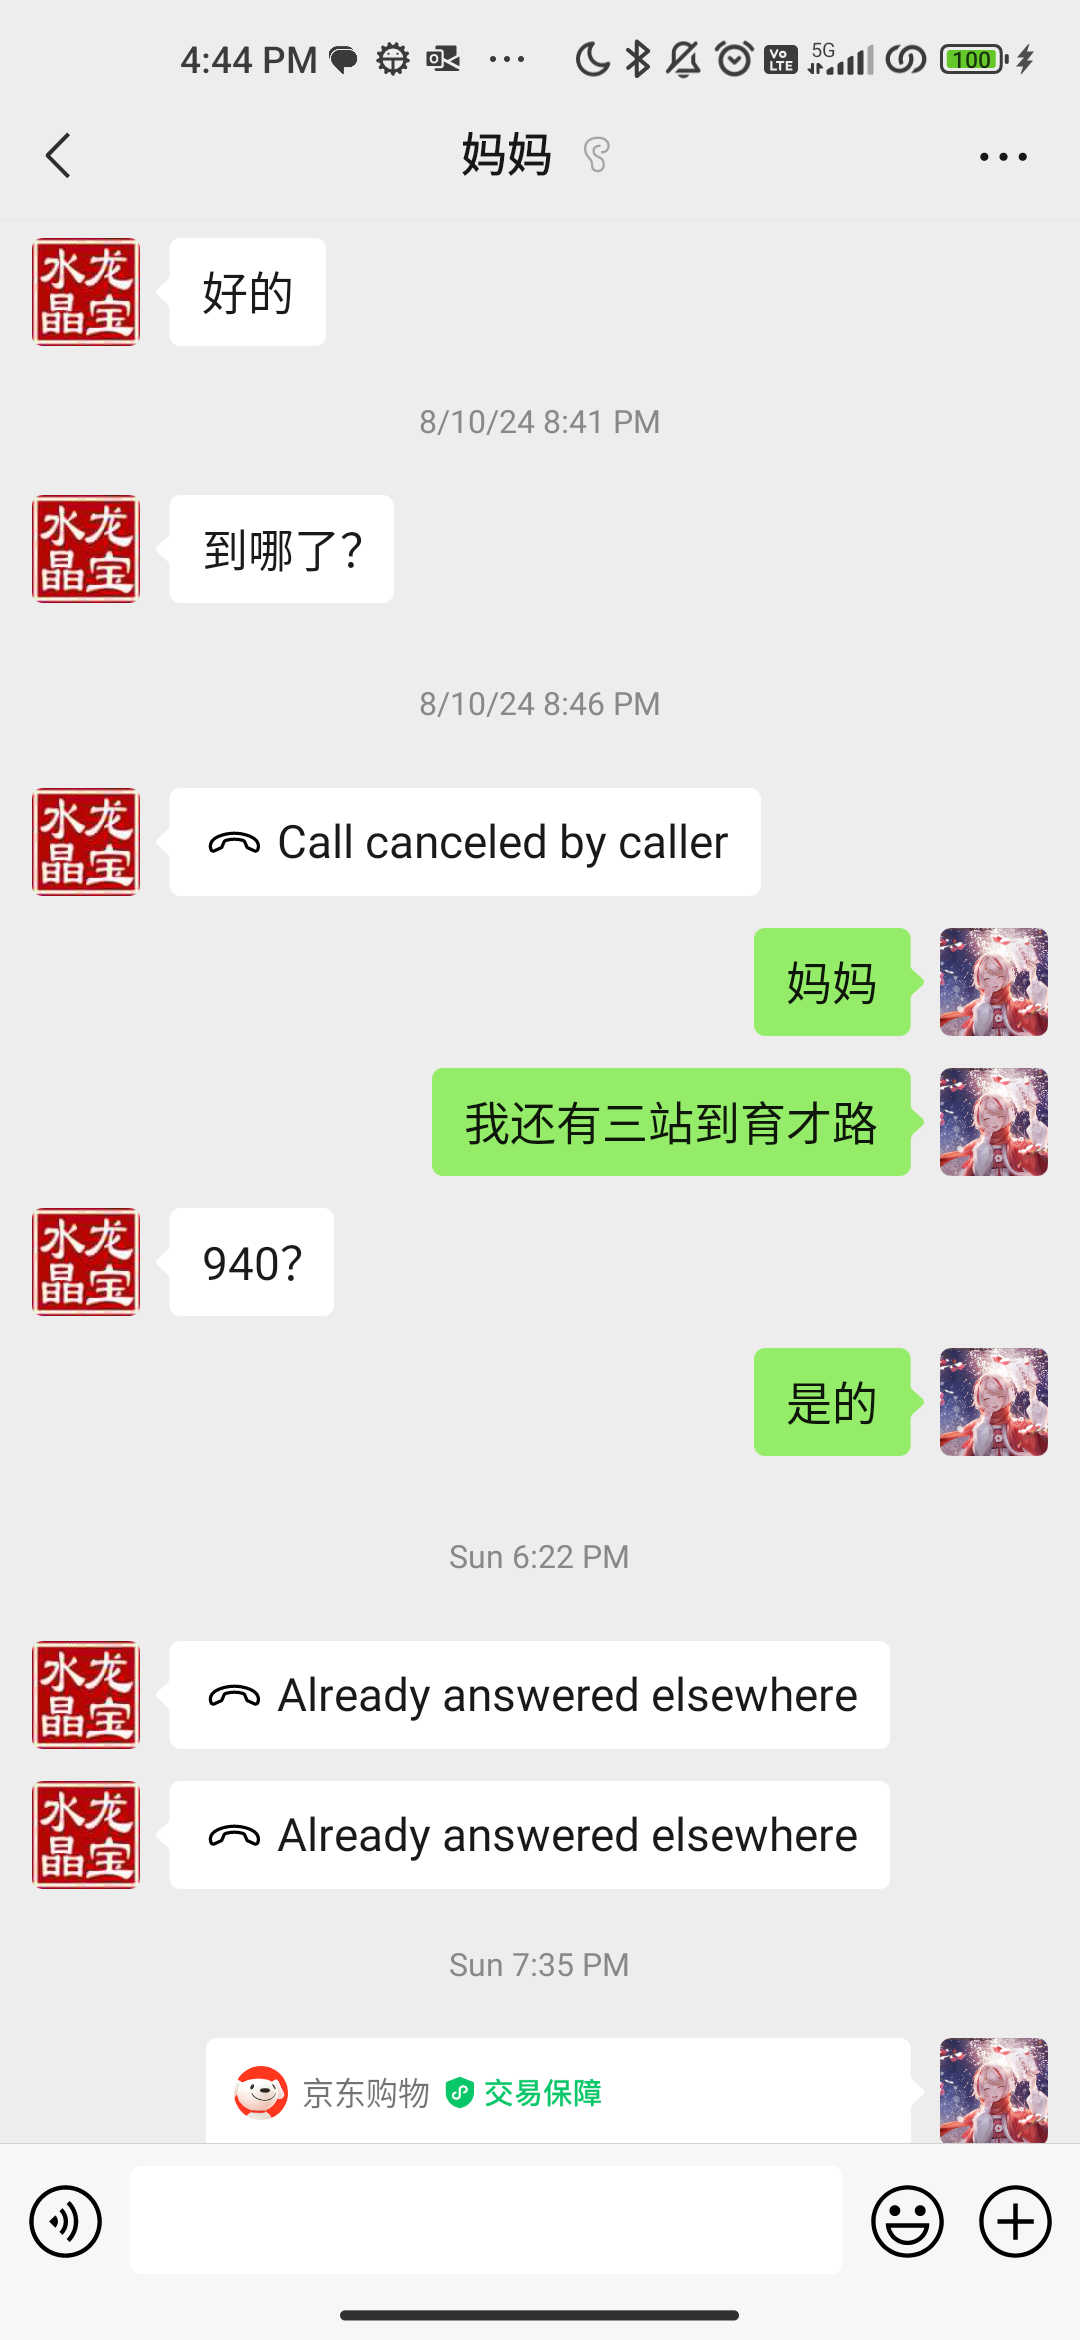 4:44 PM
Vo LTE
5G
100
妈妈
水龙
晶宝
好的
8/10/24 8:41 PM
水龙
晶宝
到哪了？
8/10/24 8:46 PM
水龙
晶宝
Call canceled by caller
妈妈
我还有三站到育才路
水龙
晶宝
940？
是的
Sun 6:22 PM
水龙
晶宝
Already answered elsewhere
水龙
晶宝
Already answered elsewhere
Sun 7:35 PM
京东购物 交易保障